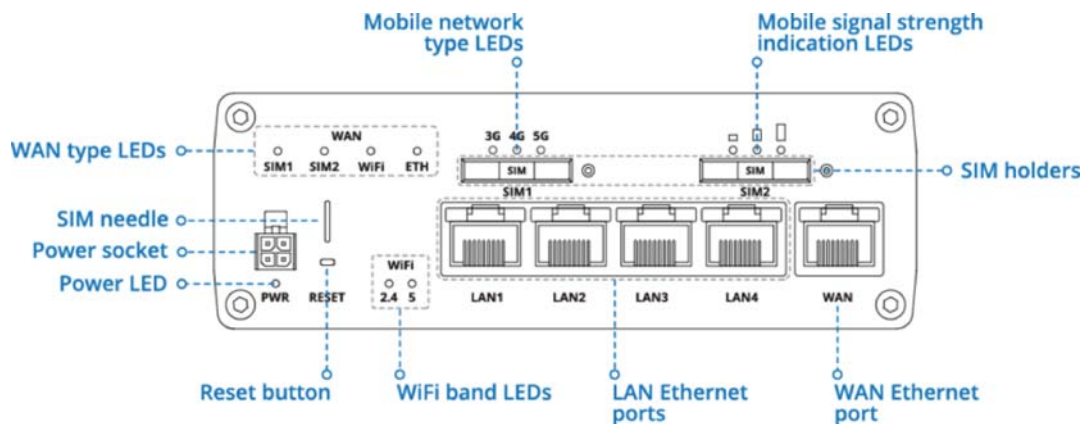 Mobile network
type LEDs
Mobile signal strength
indication LEDs
WAN type LEDs
WAN
SIM1 SIM2 WiFi ETH
3G 4G 5G
SIM
SIM1
SIM
SIM2
SIM holders
SIM needle
Power socket
Power LED
PWR
RESET
WiFi
2.4 5
LAN1
LAN2
LAN3
LAN4
WAN
Reset button
WiFi band LEDs
LAN Ethernet
ports
WAN Ethernet
port